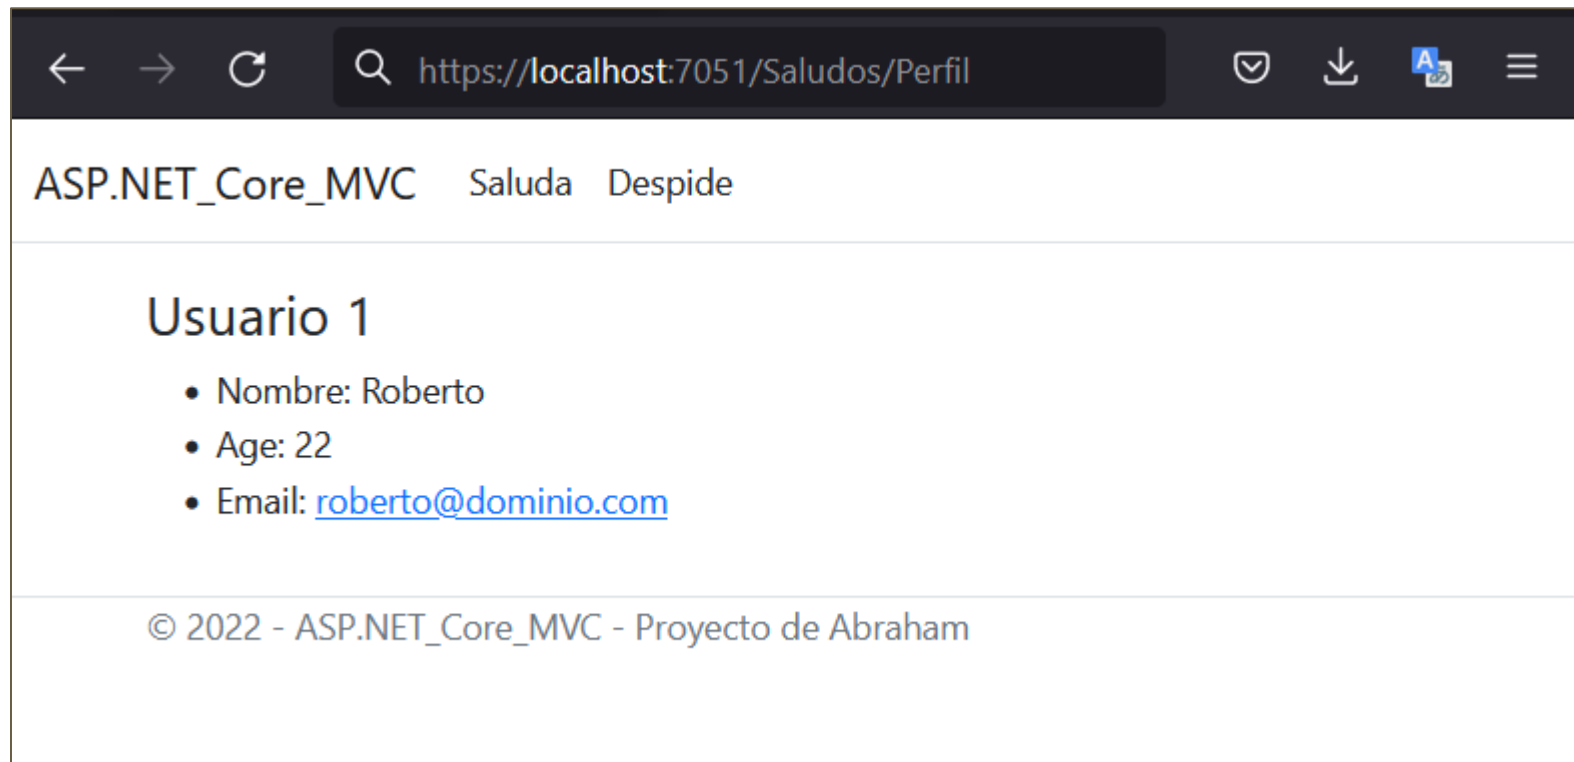 https://localhost:7051/Saludos/Perfil
ASP.NET_Core_MVC Saluda Despide
Usuario 1
• Nombre: Roberto
• Age: 22
• Email: roberto@dominio.com
© 2022 - ASP.NET_Core_MVC - Proyecto de Abraham